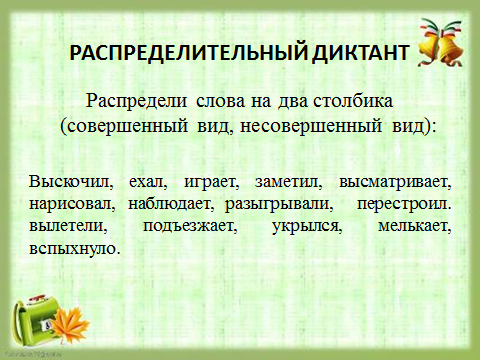 РАСПРЕДЕЛИТЕЛЬНЫЙ ДИКТАНТ
Распредели слова на два столбика
(совершенный вид, несовершенный вид):
Выскочил, ехал, играет, заметил, высматривает,
нарисовал, наблюдает, разыгрывали, перестроил.
вылетели, подъезжает, укрылся, мелькает,
вспыхнуло.